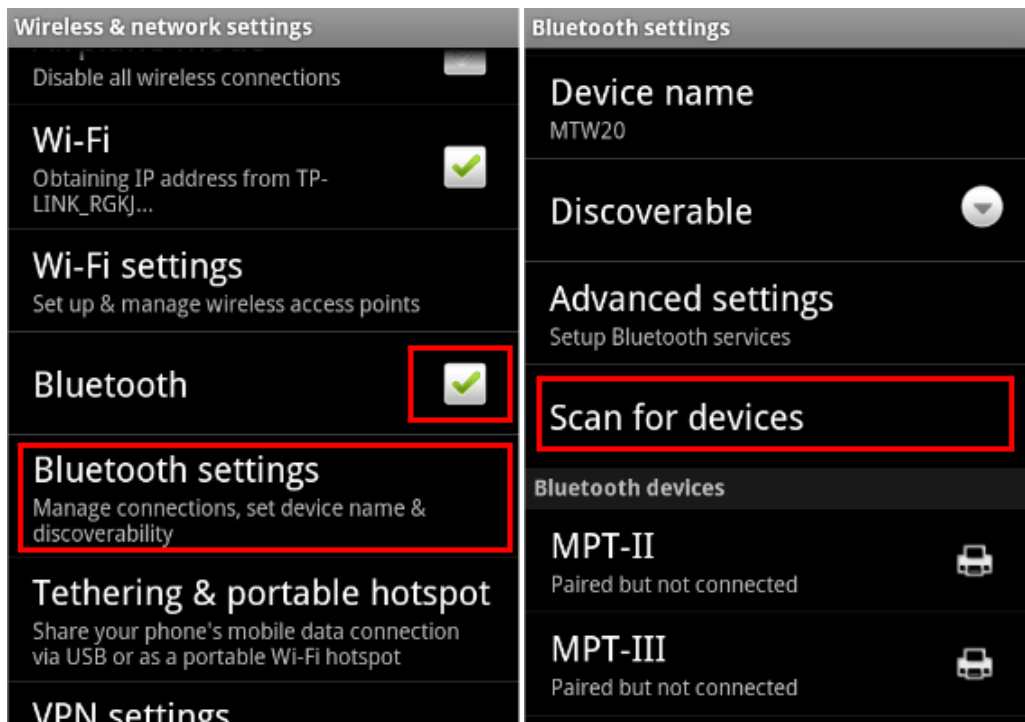 Wireless & network settings
Airplane mode
Disable all wireless connections
Wi-Fi
Obtaining IP address from TP-
LINK_RGKJ...
Wi-Fi settings
Set up & manage wireless access points
Bluetooth
Bluetooth settings
Manage connections, set device name &
discoverability
Tethering & portable hotspot
Share your phone's mobile data connection
via USB or as a portable Wi-Fi hotspot
VPN settings
Bluetooth settings
Device name
MTW20
Discoverable
Advanced settings
Setup Bluetooth services
Scan for devices
Bluetooth devices
MPT-II
Paired but not connected
MPT-III
Paired but not connected